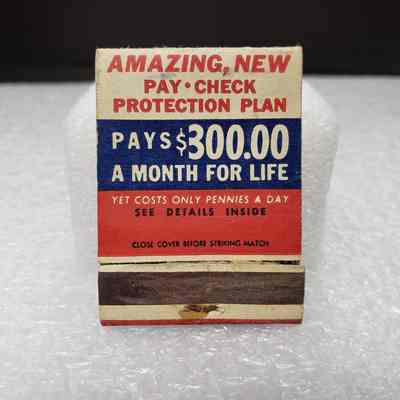 AMAZING, NEW
PAY•CHECK
PROTECTION PLAN
PAYS $300.00
A MONTH FOR LIFE
YET COSTS ONLY PENNIES A DAY
SEE DETAILS INSIDE
CLOSE COVER BEFORE STRIKING MATCH